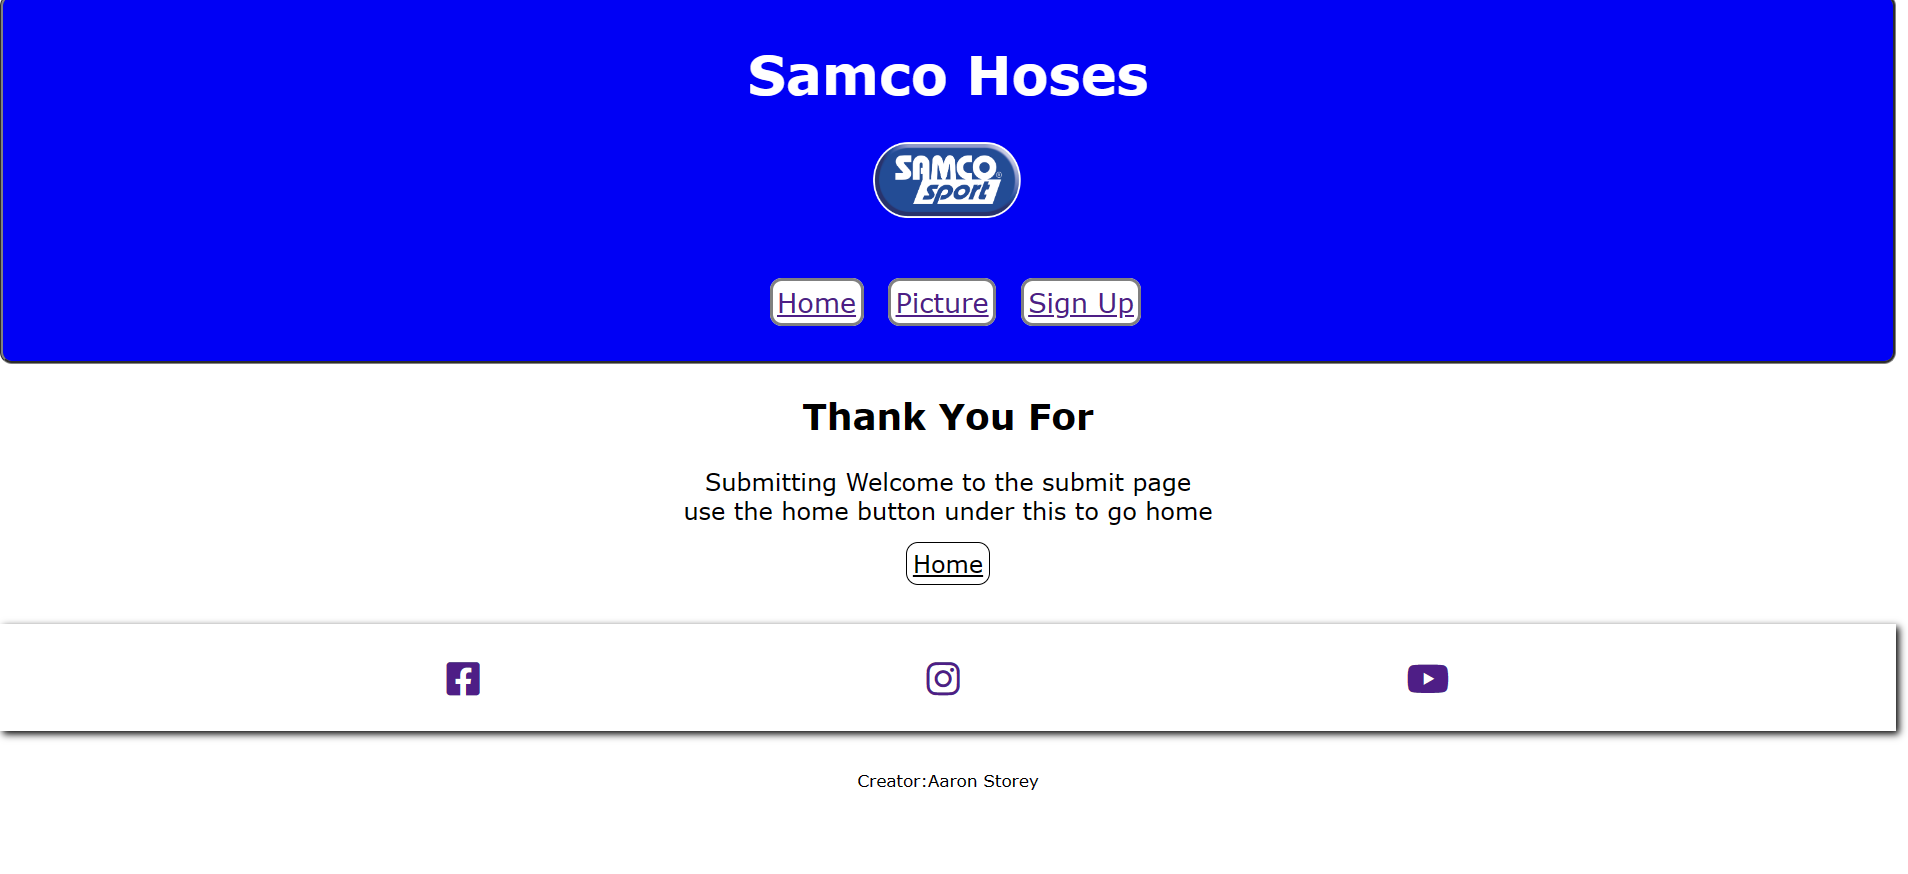 Samco Hoses
SAMCO®
sport
Home Picture Sign Up
Thank You For
Submitting Welcome to the submit page
use the home button under this to go home
Home
Creator:Aaron Storey